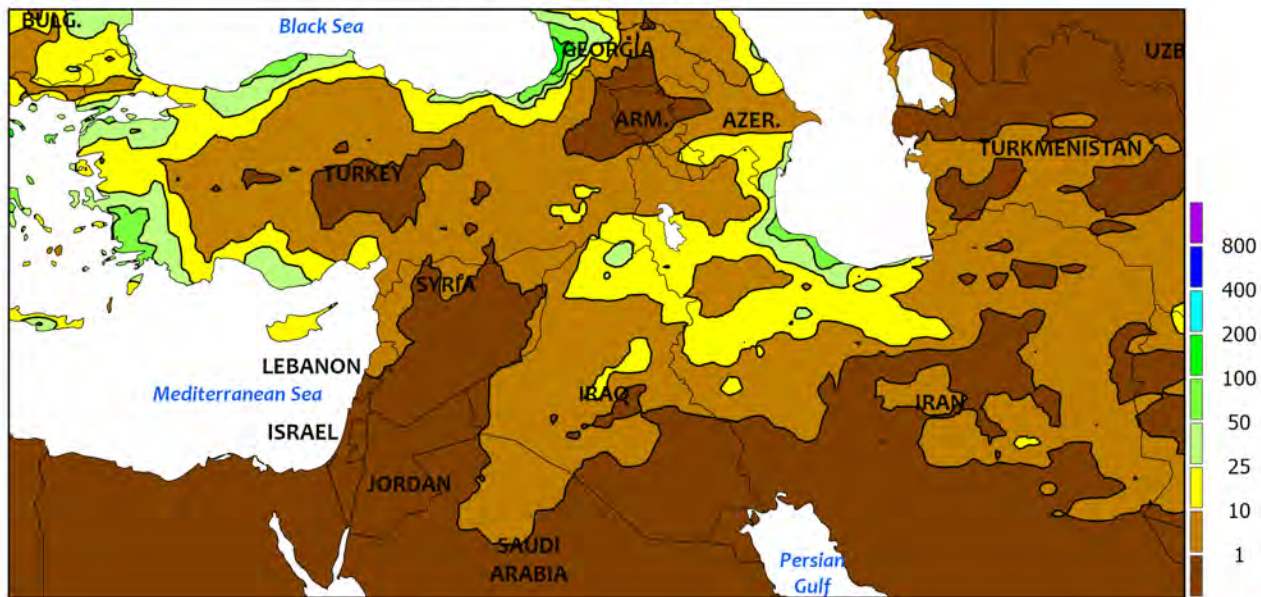 BULG.
Black Sea
GEORGIA
UZB
ARM.
AZER.
TURKMENISTAN
TURKEY
SYRIA
LEBANON
Mediterranean Sea
IRAQ
IRAN
ISRAEL
JORDAN
SAUDI
ARABIA
Persian
Gulf
800
400
200
100
50
25
10
1